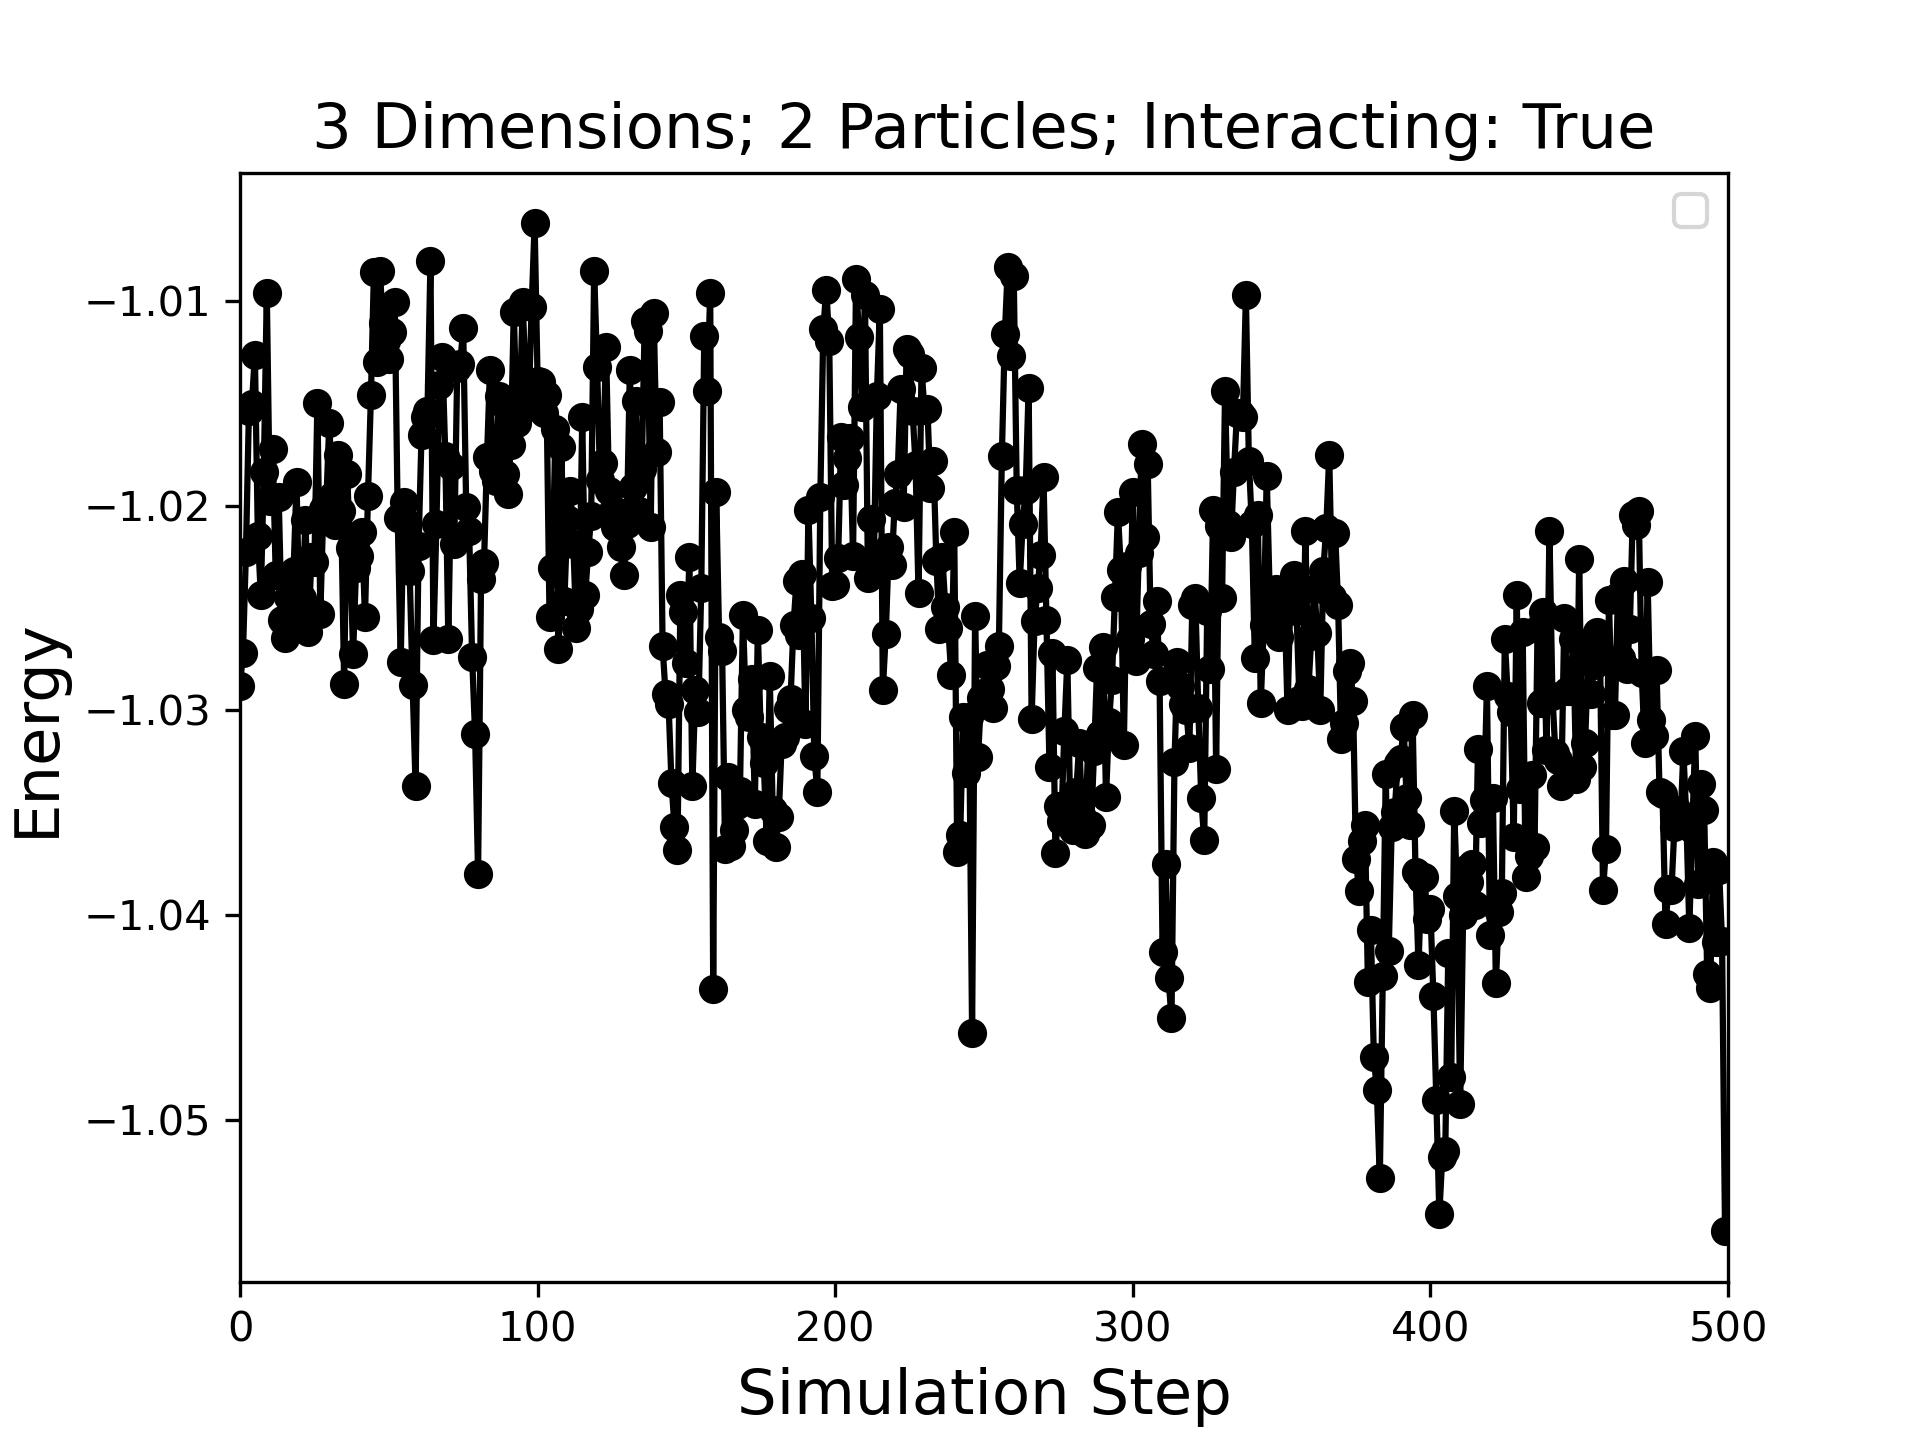 3 Dimensions; 2 Particles; Interacting: True
Energy
−1.01
−1.02
−1.03
−1.04
−1.05
0 100 200 300 400 500
Simulation Step